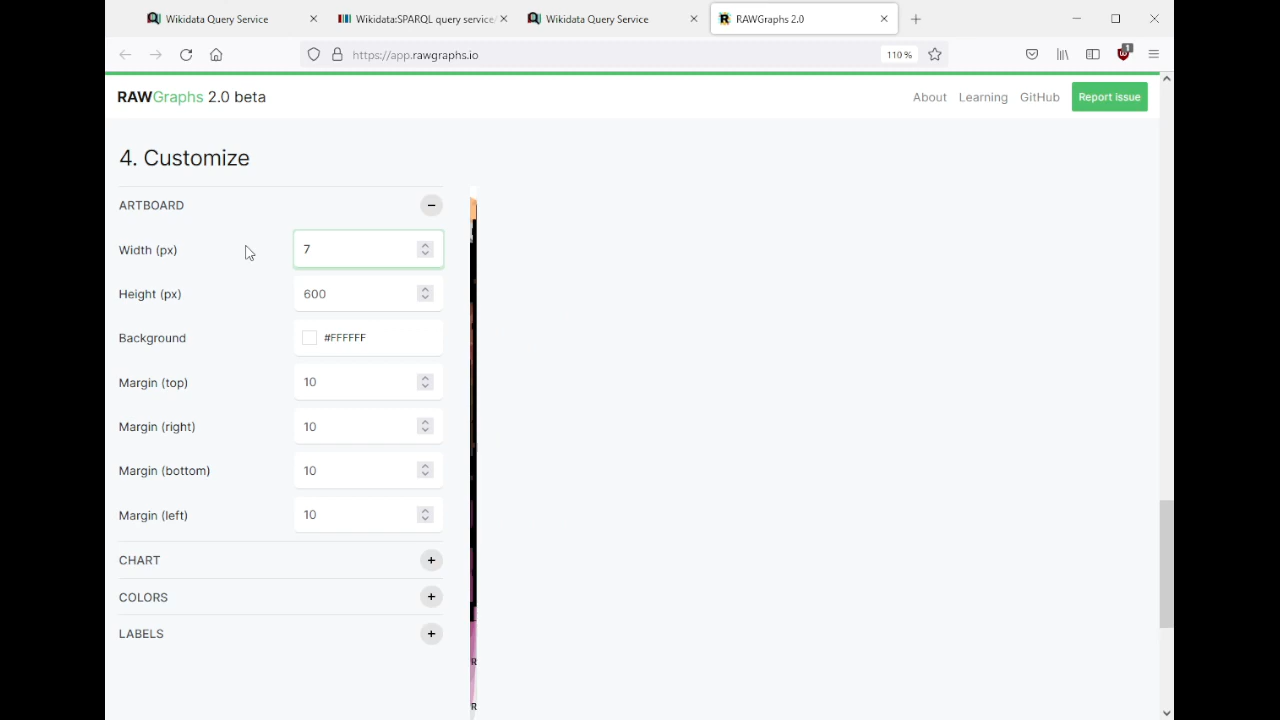 Wikidata Query Service
Wikidata:SPARQL query service/
Wikidata Query Service
RAWGraphs 2.0
https://app.rawgraphs.io
110%
1
RAWGraphs 2.0 beta
About
Learning
GitHub
Report issue
4. Customize
ARTBOARD
Width (px)
7
Height (px)
600
Background
#FFFFFF
Margin (top)
10
Margin (right)
10
Margin (bottom)
10
Margin (left)
10
CHART
COLORS
LABELS
R
R